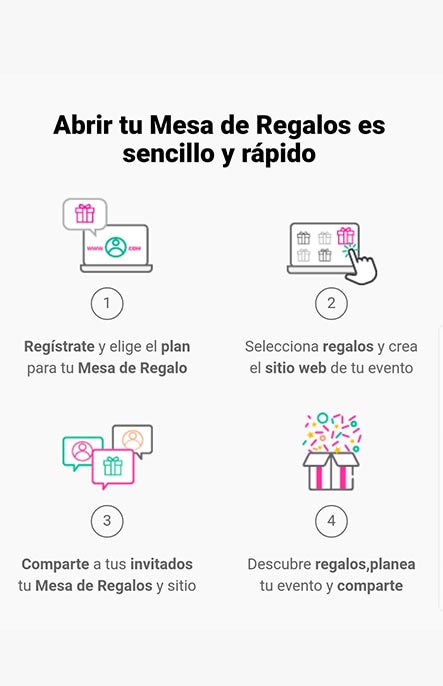 Abrir tu Mesa de Regalos es
sencillo y rápido
WWW. .COM
1
Regístrate y elige el plan
para tu Mesa de Regalo
2
Selecciona regalos y crea
el sitio web de tu evento
3
Comparte a tus invitados
tu Mesa de Regalos y sitio
4
Descubre regalos,planea
tu evento y comparte